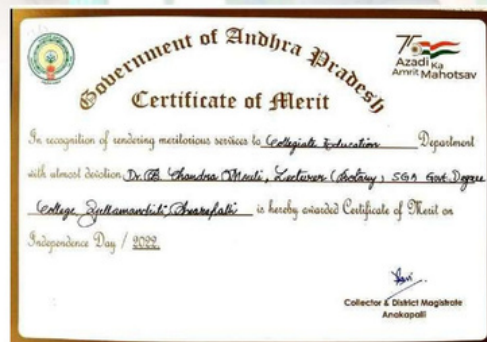 Government of Andhra Pradesh
75
Azadi Ka
Amrit Mahotsav
Certificate of Merit
In recognition of rendering meritorious services to Collegiate Education Department
with utmost devotion Dr. B. Chandra Mouli, Lecturer (Botany) SGA Govt. Degree
College is hereby awarded Certificate of Merit on
Independence Day / 2022.
Collector & District Magistrate
Anakapalli